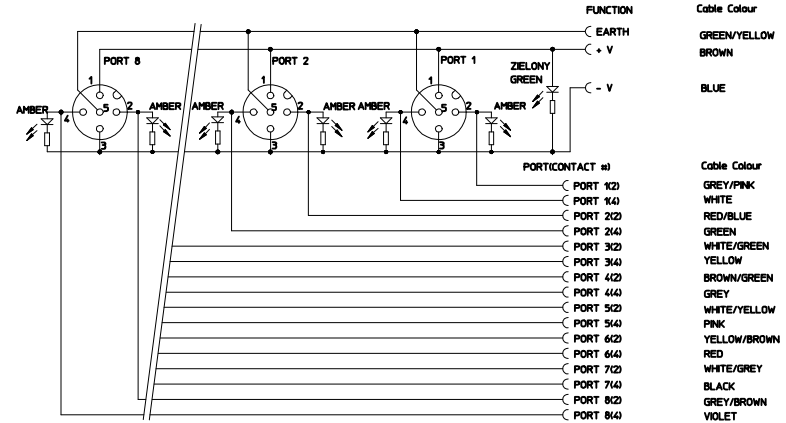 FUNCTION Cable Colour
EARTH GREEN/YELLOW
+ V BROWN
PORT 8 PORT 2 PORT 1 ZIELONY
GREEN
- V BLUE
1 1 1
AMBER 4 5 2 AMBER AMBER 4 5 2 AMBER AMBER 4 5 2 AMBER
3 3 3
PORT(CONTACT #) Cable Colour
PORT 1(2) GREY/PINK
PORT 1(4) WHITE
PORT 2(2) RED/BLUE
PORT 2(4) GREEN
PORT 3(2) WHITE/GREEN
PORT 3(4) YELLOW
PORT 4(2) BROWN/GREEN
PORT 4(4) GREY
PORT 5(2) WHITE/YELLOW
PORT 5(4) PINK
PORT 6(2) YELLOW/BROWN
PORT 6(4) RED
PORT 7(2) WHITE/GREY
PORT 7(4) BLACK
PORT 8(2) GREY/BROWN
PORT 8(4) VIOLET